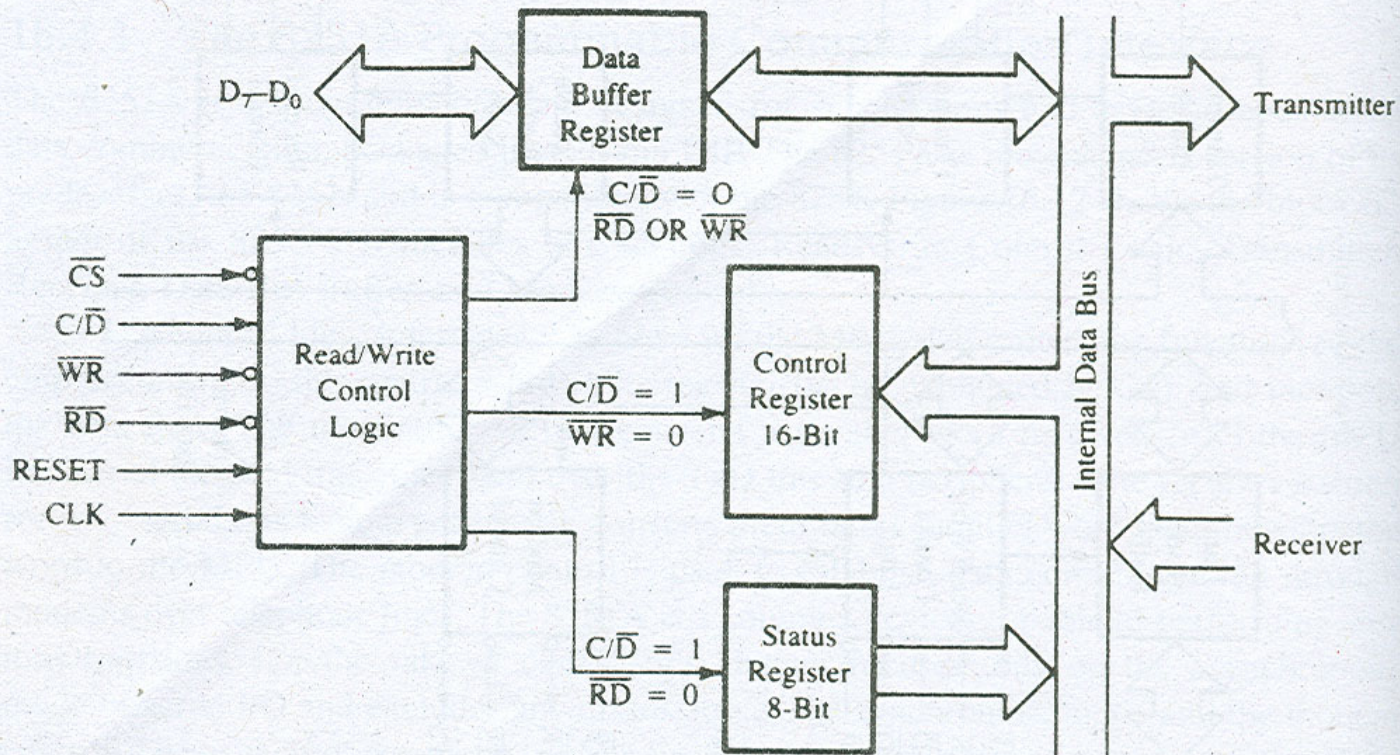 Data
Buffer
Register
D₇–D₀
Transmitter
C/D̅ = 0
R̅D̅ OR W̅R̅
C̅S̅
C/D̅
W̅R̅
R̅D̅
RESET
CLK
Read/Write
Control
Logic
C/D̅ = 1
W̅R̅ = 0
Control
Register
16-Bit
Internal Data Bus
Receiver
C/D̅ = 1
R̅D̅ = 0
Status
Register
8-Bit